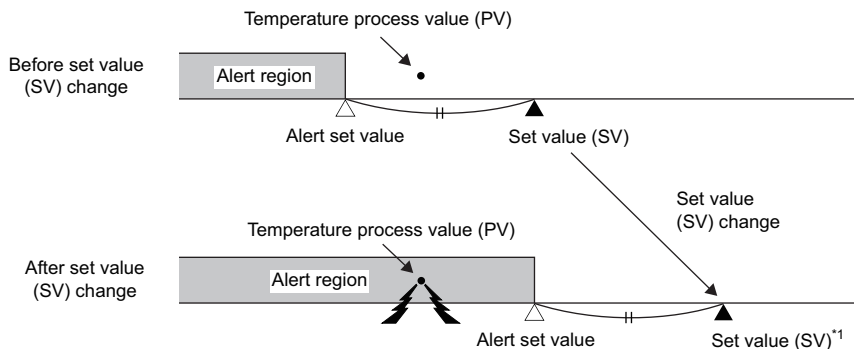 Temperature process value (PV)
Before set value
(SV) change
Alert region
Alert set value
Set value (SV)
Set value
(SV) change
Temperature process value (PV)
After set value
(SV) change
Alert region
Alert set value
Set value (SV)*1